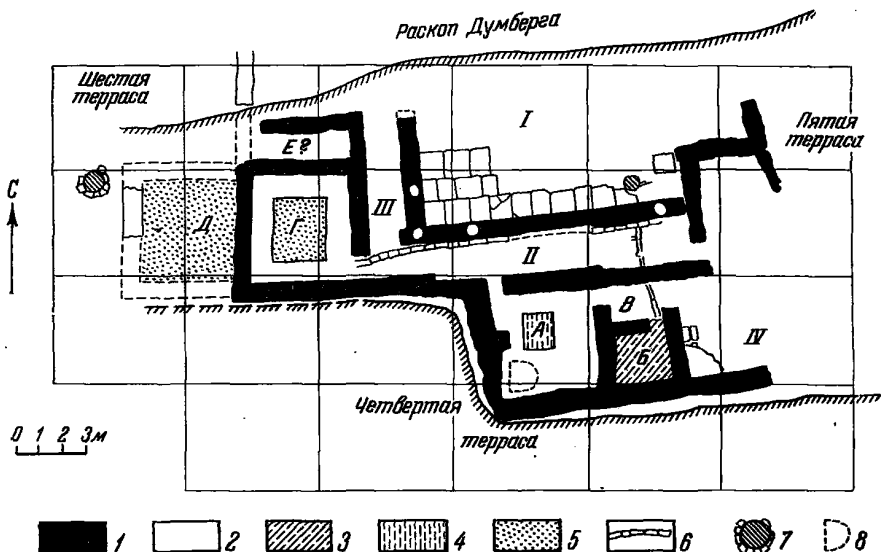 Раскоп Думберга
Шестая
терраса
I
Пятая
терраса
Е?
С
III
Д
Г
II
В
А
Б
IV
Четвертая
терраса
0 1 2 3м
1 2 3 4 5 6 7 8